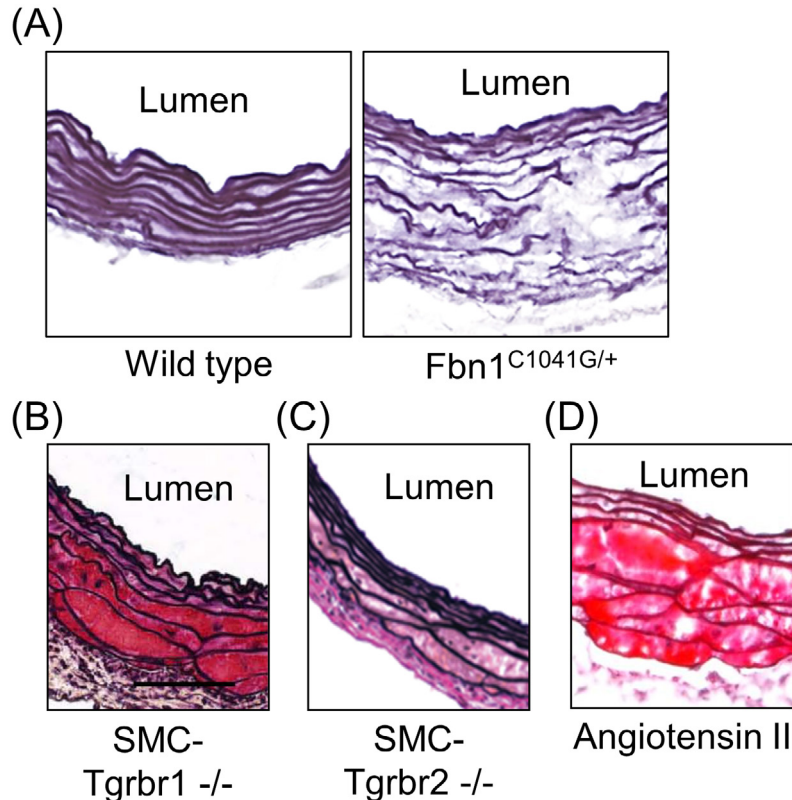 (A)
Lumen
Lumen
Wild type
Fbn1C1041G/+
(B)
(C)
(D)
Lumen
Lumen
Lumen
SMC-
Tgrbr1 -/-
SMC-
Tgrbr2 -/-
Angiotensin II